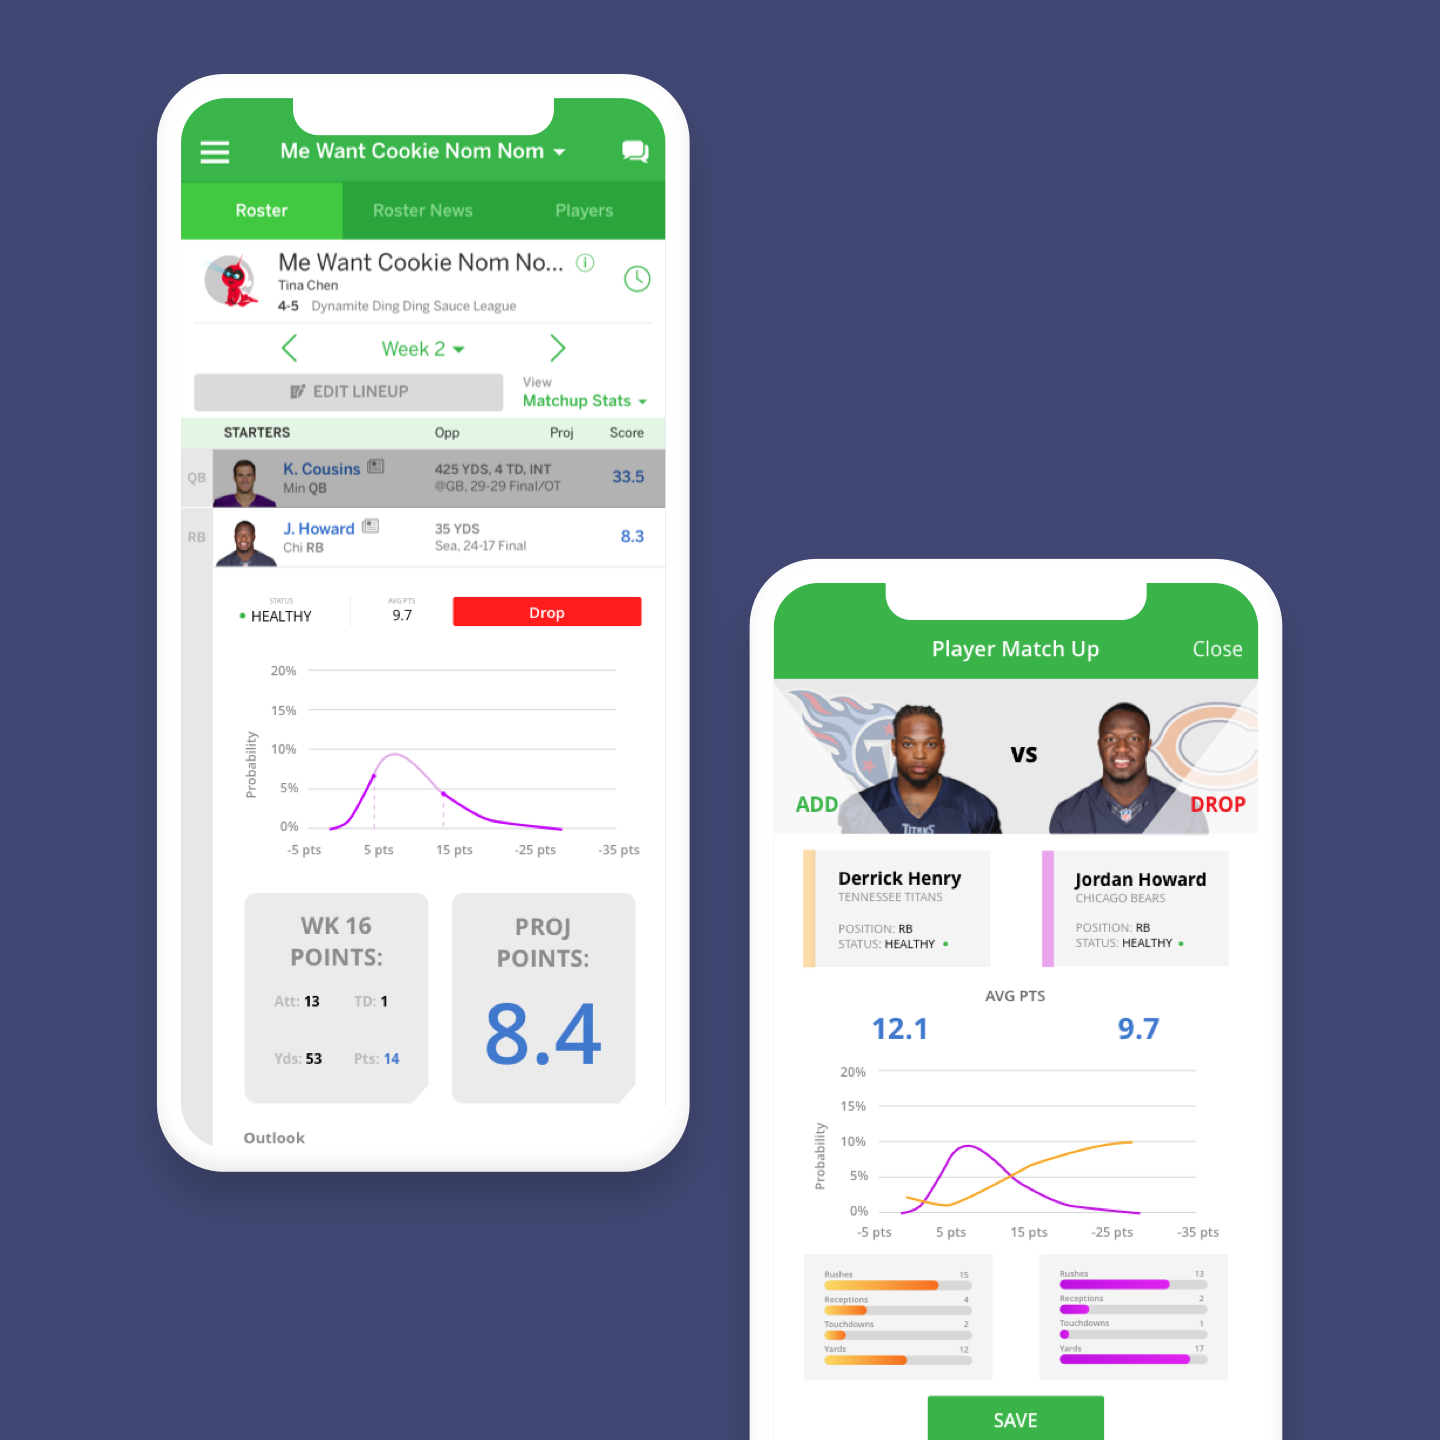 Me Want Cookie Nom Nom
Roster
Roster News
Players
Me Want Cookie Nom No...
Tina Chen
4-5 Dynamite Ding Ding Sauce League
Week 2
EDIT LINEUP
View
Matchup Stats
STARTERS Opp Proj Score
QB
K. Cousins
Min QB
425 YDS, 4 TD, INT
@GB, 29-29 Final/OT
33.5
RB
J. Howard
Chi RB
35 YDS
Sea, 24-17 Final
8.3
STATUS
HEALTHY
AVG PTS
9.7
Drop
Probability
20%
15%
10%
5%
0%
-5 pts 5 pts 15 pts -25 pts -35 pts
WK 16
POINTS:
Att: 13 TD: 1
Yds: 53 Pts: 14
PROJ
POINTS:
8.4
Outlook
Player Match Up
Close
T
TITANS
ADD
VS
DROP
Derrick Henry
TENNESSEE TITANS
POSITION: RB
STATUS: HEALTHY
Jordan Howard
CHICAGO BEARS
POSITION: RB
STATUS: HEALTHY
AVG PTS
12.1 9.7
Probability
20%
15%
10%
5%
0%
-5 pts 5 pts 15 pts -25 pts -35 pts
Rushes 15
Receptions 4
Touchdowns 2
Yards 12
Rushes 13
Receptions 2
Touchdowns 1
Yards 17
SAVE